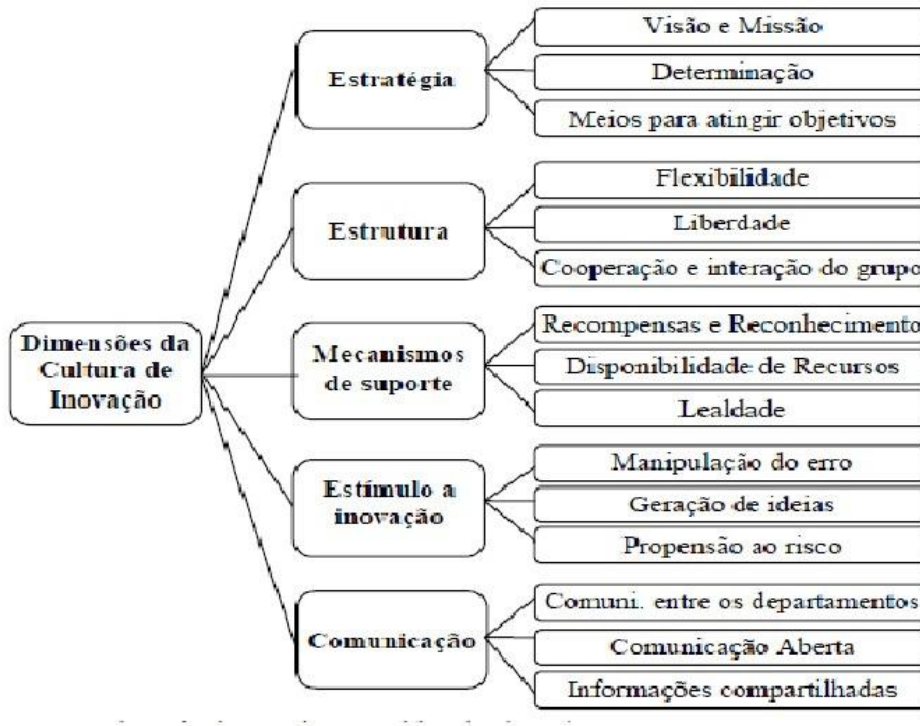 Dimensões da
Cultura de
Inovação
Estratégia
Visão e Missão
Determinação
Meios para atingir objetivos
Estrutura
Flexibilidade
Liberdade
Cooperação e interação do grupo
Mecanismos
de suporte
Recompensas e Reconhecimento
Disponibilidade de Recursos
Lealdade
Estímulo a
inovação
Manipulação do erro
Geração de ideias
Propensão ao risco
Comunicação
Comuni. entre os departamentos
Comunicação Aberta
Informações compartilhadas